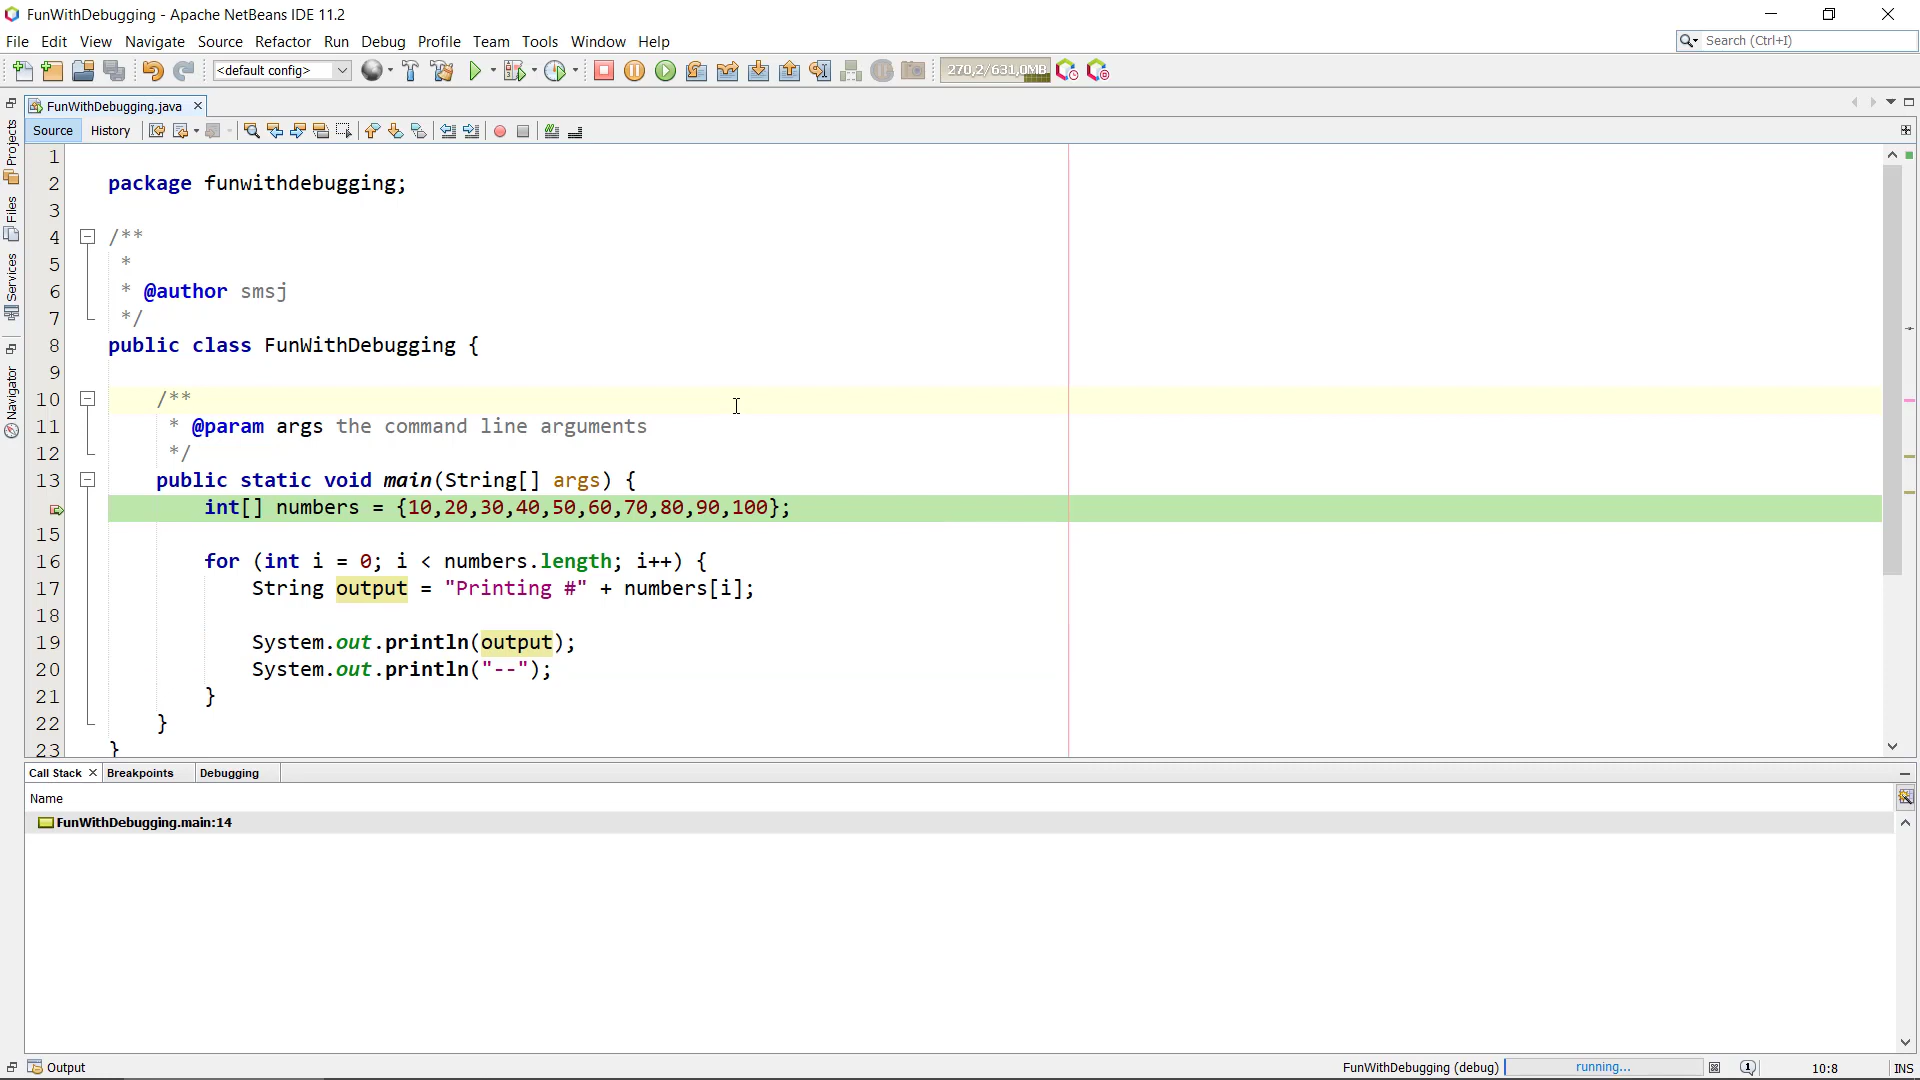 FunWithDebugging - Apache NetBeans IDE 11.2
File Edit View Navigate Source Refactor Run Debug Profile Team Tools Window Help
Search (Ctrl+I)
<default config>
270,2/631,0MB
FunWithDebugging.java
Source History
Projects
Files
Services
Navigator
1
2 package funwithdebugging;
3
4 /**
5 *
6 * @author smsj
7 */
8 public class FunWithDebugging {
9
10 /**
11 * @param args the command line arguments
12 */
13 public static void main(String[] args) {
int[] numbers = {10,20,30,40,50,60,70,80,90,100};
15
16 for (int i = 0; i < numbers.length; i++) {
17 String output = "Printing #" + numbers[i];
18
19 System.out.println(output);
20 System.out.println("--");
21 }
22 }
23 }
Call Stack Breakpoints Debugging
Name
FunWithDebugging.main:14
Output
FunWithDebugging (debug) running... 1 10:8 INS